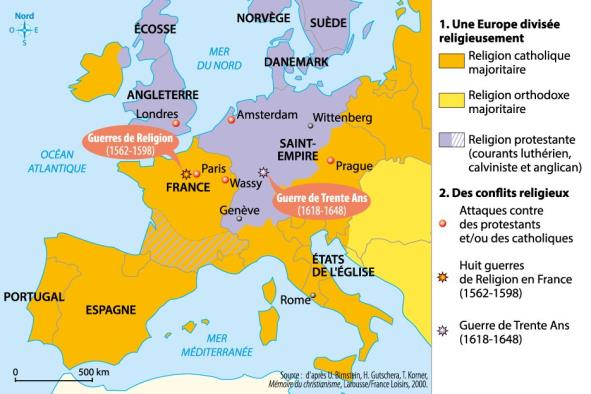 Nord
O
E
S
ÉCOSSE
NORVÈGE
SUÈDE
MER
DU NORD
DANEMARK
ANGLETERRE
Londres
Amsterdam
Wittenberg
Guerres de Religion
(1562-1598)
SAINT-
EMPIRE
OCÉAN
ATLANTIQUE
Paris
Prague
FRANCE
Wassy
Guerre de Trente Ans
(1618-1648)
Genève
ÉTATS
DE L'ÉGLISE
PORTUGAL
ESPAGNE
Rome
MER
MÉDITERRANÉE
0
500 km
Source : d'après U. Birnstein, H. Gutschera, T. Korner,
Mémoire du christianisme, Larousse/France Loisirs, 2000.
1. Une Europe divisée
religieusement
Religion catholique
majoritaire
Religion orthodoxe
majoritaire
Religion protestante
(courants luthérien,
calviniste et anglican)
2. Des conflits religieux
Attaques contre
des protestants
et/ou des catholiques
Huit guerres
de Religion en France
(1562-1598)
Guerre de Trente Ans
(1618-1648)